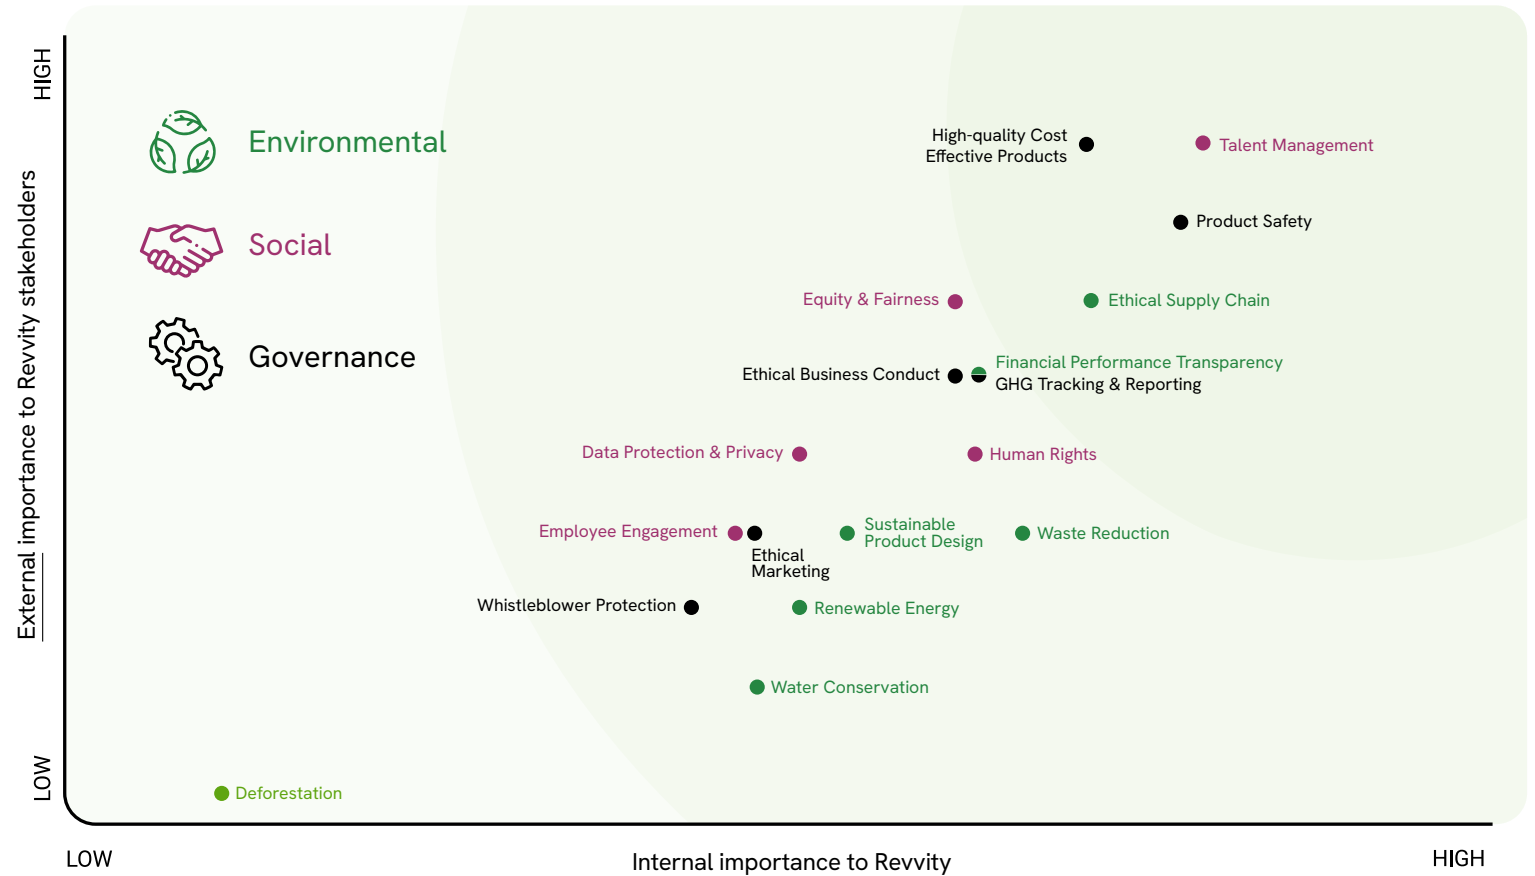 HIGH
External importance to Revvity stakeholders
LOW
Environmental
Social
Governance
High-quality Cost
Effective Products
Talent Management
Product Safety
Equity & Fairness
Ethical Supply Chain
Ethical Business Conduct
Financial Performance Transparency
GHG Tracking & Reporting
Data Protection & Privacy
Human Rights
Employee Engagement
Ethical
Marketing
Sustainable
Product Design
Waste Reduction
Whistleblower Protection
Renewable Energy
Water Conservation
Deforestation
LOW
Internal importance to Revvity
HIGH